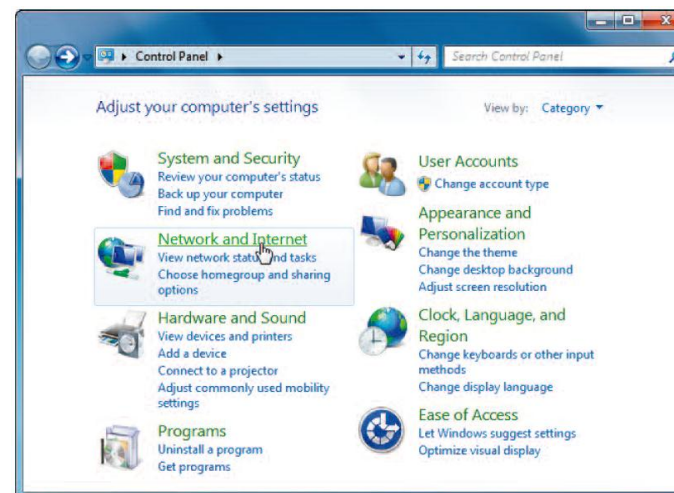 Control Panel
Search Control Panel
Adjust your computer's settings
View by: Category
System and Security
Review your computer's status
Back up your computer
Find and fix problems
Network and Internet
View network status and tasks
Choose homegroup and sharing
options
Hardware and Sound
View devices and printers
Add a device
Connect to a projector
Adjust commonly used mobility
settings
Programs
Uninstall a program
Get programs
User Accounts
Change account type
Appearance and
Personalization
Change the theme
Change desktop background
Adjust screen resolution
Clock, Language, and
Region
Change keyboards or other input
methods
Change display language
Ease of Access
Let Windows suggest settings
Optimize visual display